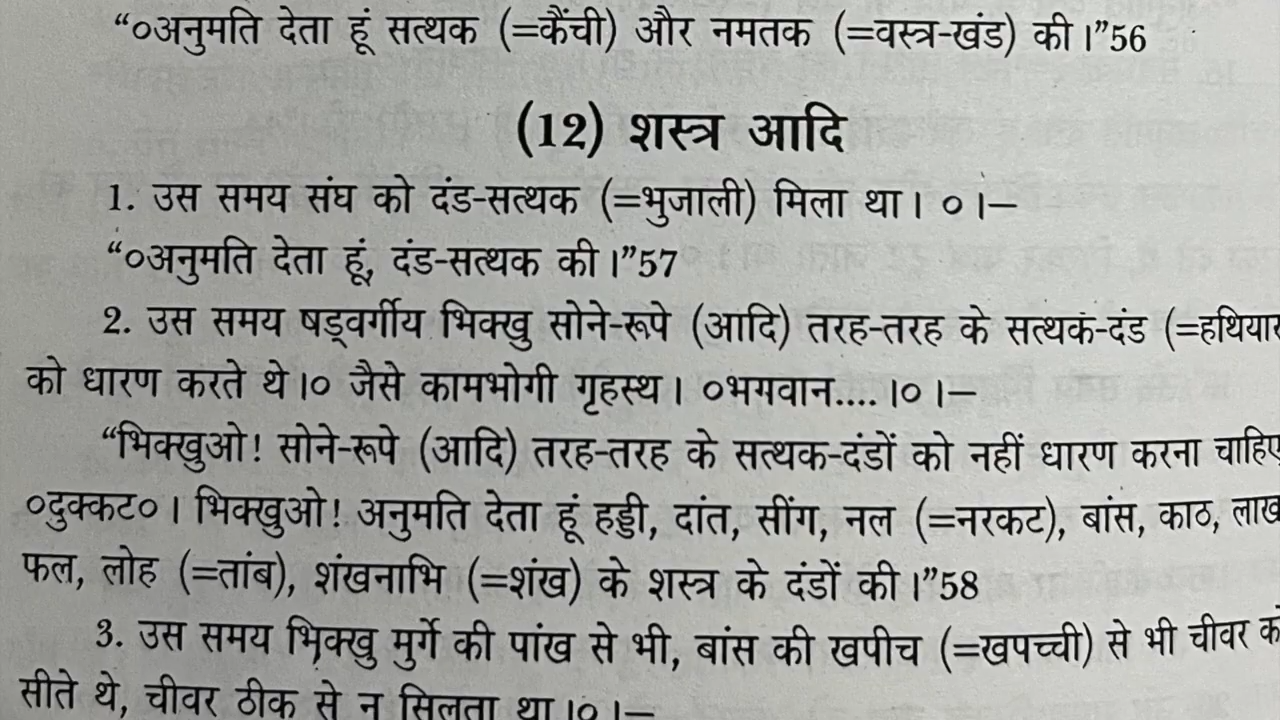 “०अनुमति देता हूं सत्थक (=कैंची) और नमतक (=वस्त्र-खंड) की।”56
(12) शस्त्र आदि
1. उस समय संघ को दंड-सत्थक (=भुजाली) मिला था। ०।—
“०अनुमति देता हूं, दंड-सत्थक की।”57
2. उस समय षड्वर्गीय भिक्खु सोने-रूपे (आदि) तरह-तरह के सत्थक-दंड (=हथियार
को धारण करते थे।० जैसे कामभोगी गृहस्थ। ०भगवान....।०।—
“भिक्खुओ! सोने-रूपे (आदि) तरह-तरह के सत्थक-दंडों को नहीं धारण करना चाहिए
०दुक्कट०। भिक्खुओ! अनुमति देता हूं हड्डी, दांत, सींग, नल (=नरकट), बांस, काठ, लाख
फल, लोह (=तांब), शंखनाभि (=शंख) के शस्त्र के दंडों की।”58
3. उस समय भिक्खु मुर्गे की पांख से भी, बांस की खपीच (=खपच्ची) से भी चीवर को
सीते थे, चीवर ठीक से न सिलता था।०।—